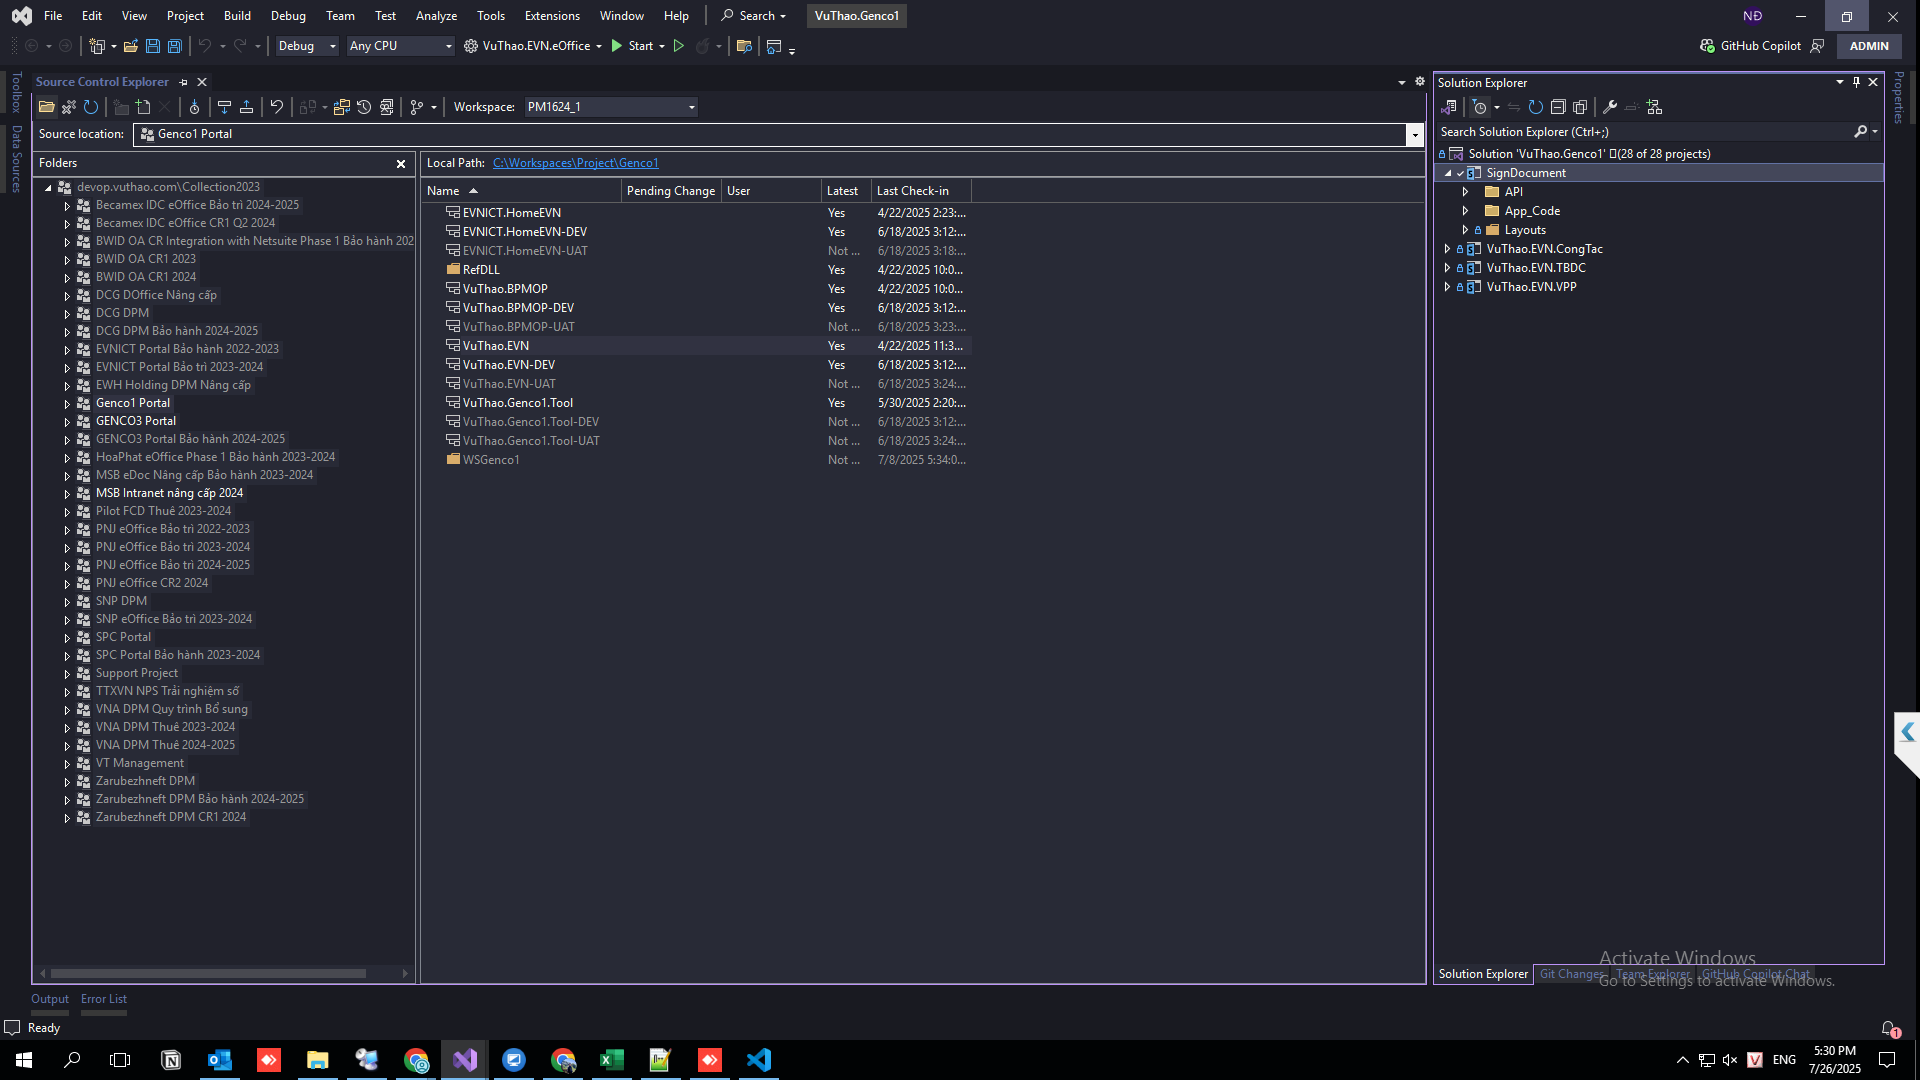 File Edit View Project Build Debug Team Test Analyze Tools Extensions Window Help Search VuThao.Genco1 NĐ
Debug Any CPU VuThao.EVN.eOffice Start GitHub Copilot ADMIN
Toolbox
Data Sources
Source Control Explorer
Workspace: PM1624_1
Source location: Genco1 Portal
Folders
devop.vuthao.com\Collection2023
Becamex IDC eOffice Bảo trì 2024-2025
Becamex IDC eOffice CR1 Q2 2024
BWID OA CR Integration with Netsuite Phase 1 Bảo hành 202
BWID OA CR1 2023
BWID OA CR1 2024
DCG DOffice Nâng cấp
DCG DPM
DCG DPM Bảo hành 2024-2025
EVNICT Portal Bảo hành 2022-2023
EVNICT Portal Bảo trì 2023-2024
EWH Holding DPM Nâng cấp
Genco1 Portal
GENCO3 Portal
GENCO3 Portal Bảo hành 2024-2025
HoaPhat eOffice Phase 1 Bảo hành 2023-2024
MSB eDoc Nâng cấp Bảo hành 2023-2024
MSB Intranet nâng cấp 2024
Pilot FCD Thuê 2023-2024
PNJ eOffice Bảo trì 2022-2023
PNJ eOffice Bảo trì 2023-2024
PNJ eOffice Bảo trì 2024-2025
PNJ eOffice CR2 2024
SNP DPM
SNP eOffice Bảo trì 2023-2024
SPC Portal
SPC Portal Bảo hành 2023-2024
Support Project
TTXVN NPS Trải nghiệm số
VNA DPM Quy trình Bổ sung
VNA DPM Thuê 2023-2024
VNA DPM Thuê 2024-2025
VT Management
Zarubezhneft DPM
Zarubezhneft DPM Bảo hành 2024-2025
Zarubezhneft DPM CR1 2024
Local Path: C:\Workspaces\Project\Genco1
Name Pending Change User Latest Last Check-in
EVNICT.HomeEVN Yes 4/22/2025 2:23:...
EVNICT.HomeEVN-DEV Yes 6/18/2025 3:12:...
EVNICT.HomeEVN-UAT Not ... 6/18/2025 3:18:...
RefDLL Yes 4/22/2025 10:0...
VuThao.BPMOP Yes 4/22/2025 10:0...
VuThao.BPMOP-DEV Yes 6/18/2025 3:12:...
VuThao.BPMOP-UAT Not ... 6/18/2025 3:23:...
VuThao.EVN Yes 4/22/2025 11:3...
VuThao.EVN-DEV Yes 6/18/2025 3:12:...
VuThao.EVN-UAT Not ... 6/18/2025 3:24:...
VuThao.Genco1.Tool Yes 5/30/2025 2:20:...
VuThao.Genco1.Tool-DEV Not ... 6/18/2025 3:12:...
VuThao.Genco1.Tool-UAT Not ... 6/18/2025 3:24:...
WSGenco1 Not ... 7/8/2025 5:34:0...
Solution Explorer
Search Solution Explorer (Ctrl+;)
Solution 'VuThao.Genco1' (28 of 28 projects)
SignDocument
API
App_Code
Layouts
VuThao.EVN.CongTac
VuThao.EVN.TBDC
VuThao.EVN.VPP
Properties
Solution Explorer Git Changes Team Explorer GitHub Copilot Chat
Activate Windows
Go to Settings to activate Windows.
Output Error List
Ready
1
ENG
5:30 PM
7/26/2025